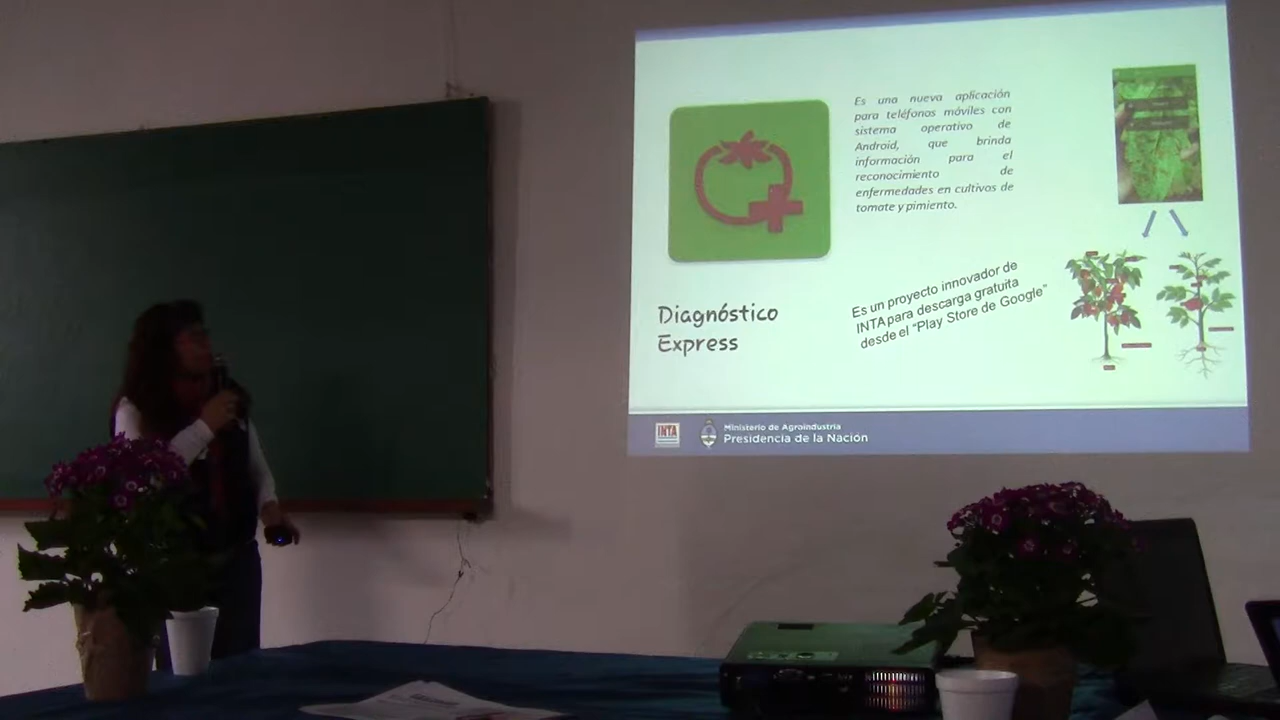 Es una nueva aplicación
para teléfonos móviles con
sistema operativo de
Android, que brinda
información para el
reconocimiento de
enfermedades en cultivos de
tomate y pimiento.
Diagnóstico
Express
Es un proyecto innovador de
INTA para descarga gratuita
desde el "Play Store de Google"
INTA
Ministerio de Agroindustria
Presidencia de la Nación